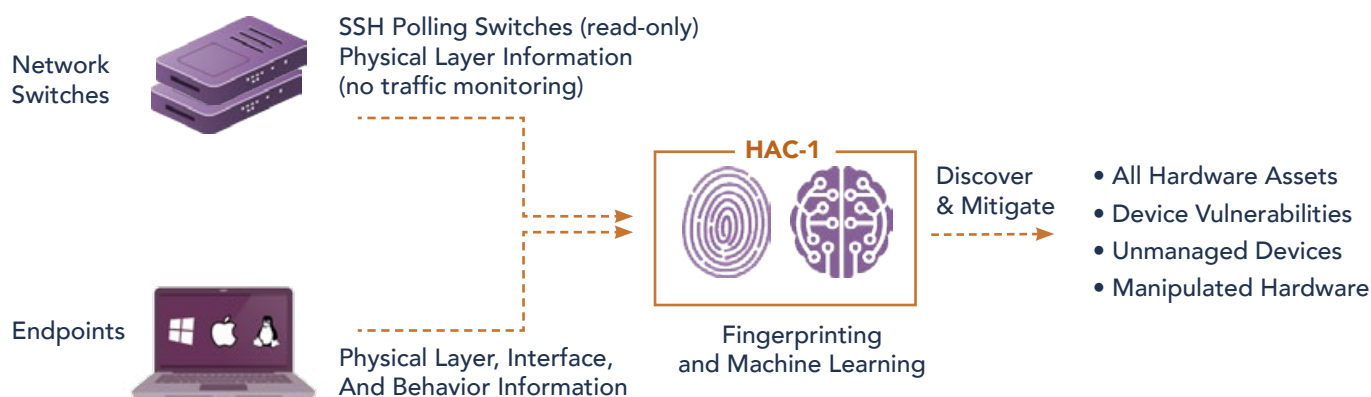 Network
Switches
SSH Polling Switches (read-only)
Physical Layer Information
(no traffic monitoring)
HAC-1
Fingerprinting
and Machine Learning
Discover
& Mitigate
• All Hardware Assets
• Device Vulnerabilities
• Unmanaged Devices
• Manipulated Hardware
Endpoints
Physical Layer, Interface,
And Behavior Information